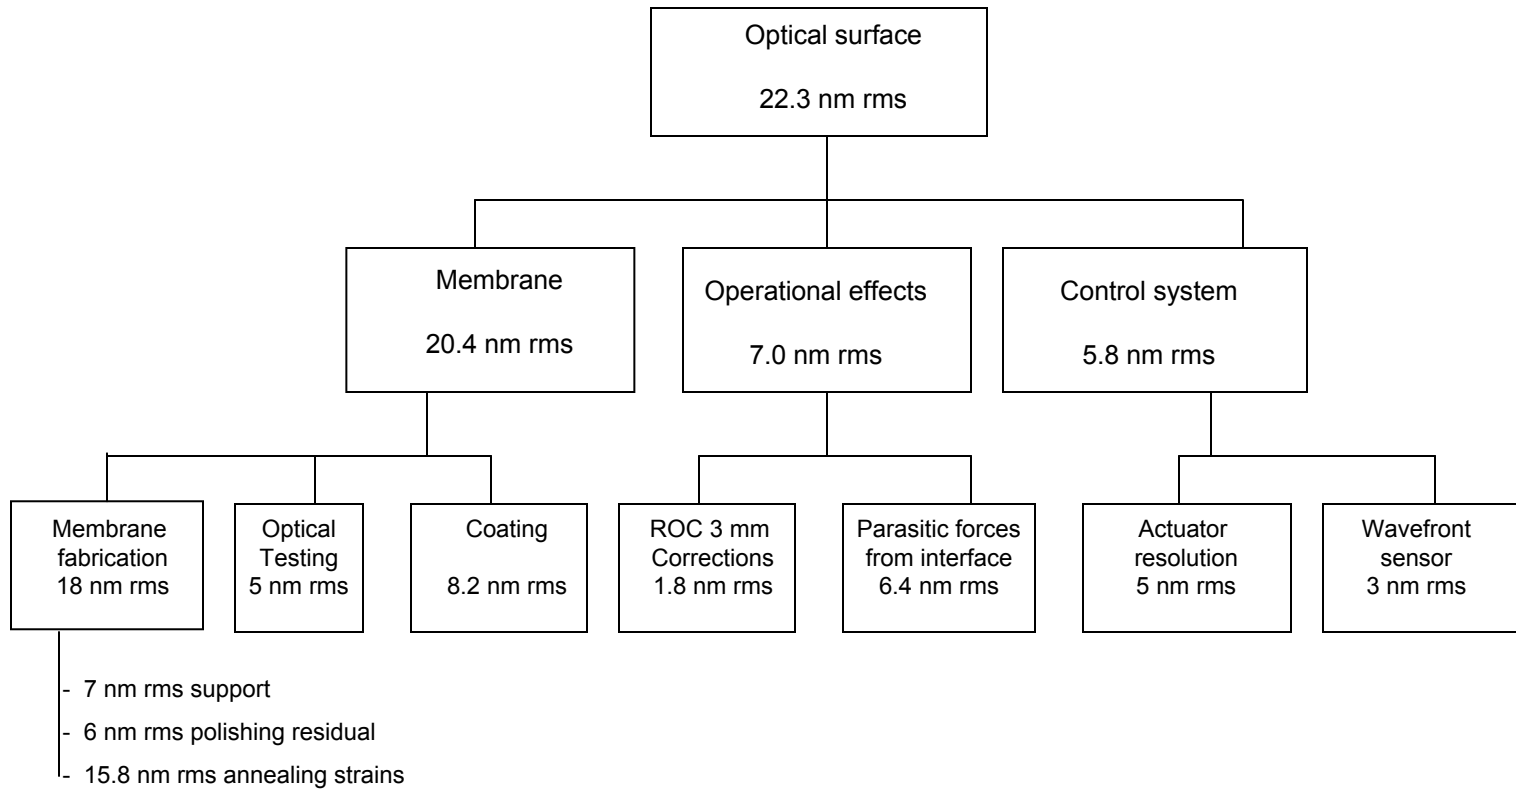 Optical surface
22.3 nm rms
Membrane
20.4 nm rms
Operational effects
7.0 nm rms
Control system
5.8 nm rms
Membrane
fabrication
18 nm rms
Optical
Testing
5 nm rms
Coating
8.2 nm rms
ROC 3 mm
Corrections
1.8 nm rms
Parasitic forces
from interface
6.4 nm rms
Actuator
resolution
5 nm rms
Wavefront
sensor
3 nm rms
- 7 nm rms support
- 6 nm rms polishing residual
- 15.8 nm rms annealing strains